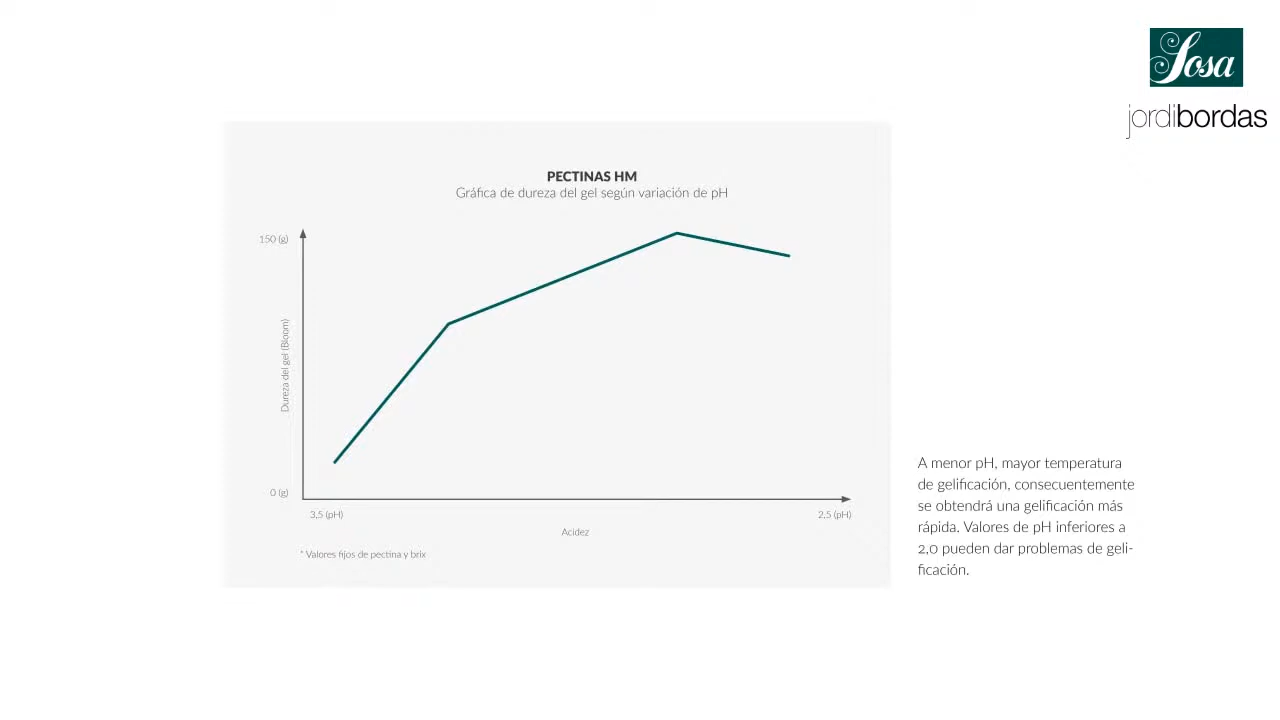 Sosa
jordibordas
PECTINAS HM
Gráfica de dureza del gel según variación de pH
150 (g)
Dureza del gel (Bloom)
0 (g)
3,5 (pH)
2,5 (pH)
Acidez
* Valores fijos de pectina y brix
A menor pH, mayor temperatura
de gelificación, consecuentemente
se obtendrá una gelificación más
rápida. Valores de pH inferiores a
2,0 pueden dar problemas de geli-
ficación.